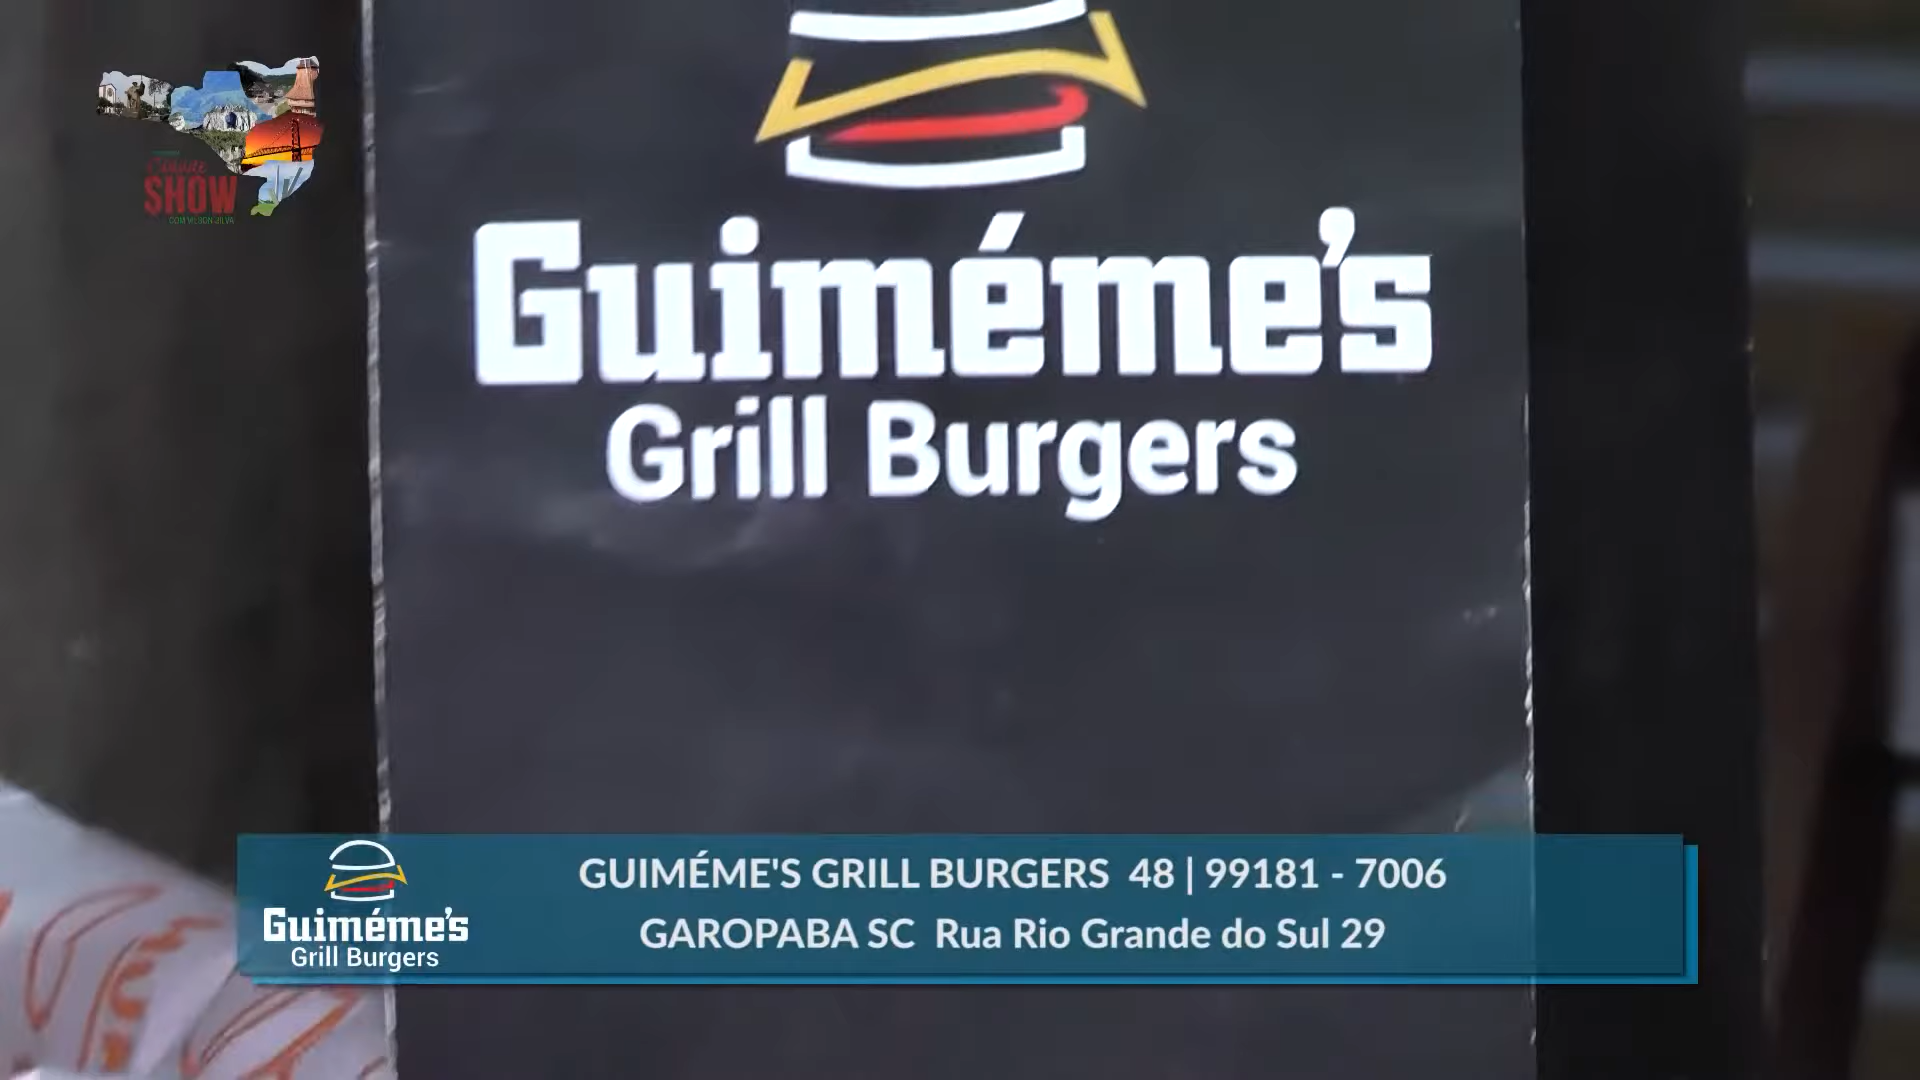 SHOW
Guiméme's
Grill Burgers
GUIMÉME'S GRILL BURGERS 48 | 99181 - 7006
GAROPABA SC Rua Rio Grande do Sul 29
Guiméme's
Grill Burgers